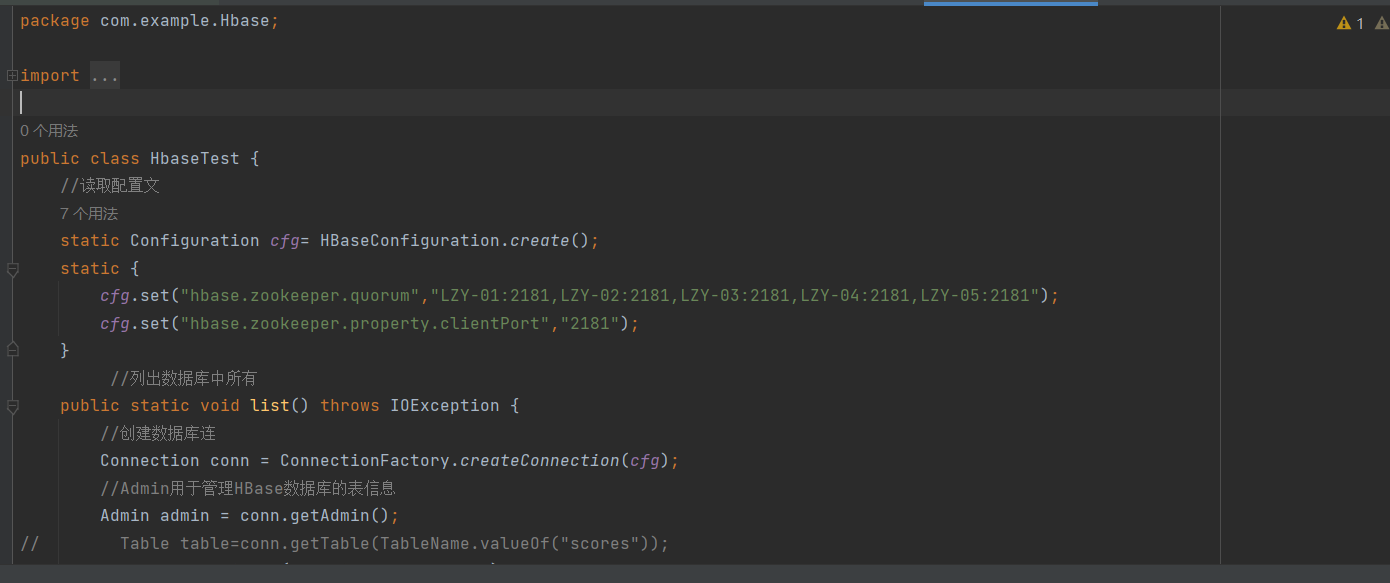 package com.example.Hbase;
1
import ...
0 个用法
public class HbaseTest {
//读取配置文
7 个用法
static Configuration cfg= HBaseConfiguration.create();
static {
cfg.set("hbase.zookeeper.quorum","LZY-01:2181,LZY-02:2181,LZY-03:2181,LZY-04:2181,LZY-05:2181");
cfg.set("hbase.zookeeper.property.clientPort","2181");
}
//列出数据库中所有
public static void list() throws IOException {
//创建数据库连
Connection conn = ConnectionFactory.createConnection(cfg);
//Admin用于管理HBase数据库的表信息
Admin admin = conn.getAdmin();
// Table table=conn.getTable(TableName.valueOf("scores"));